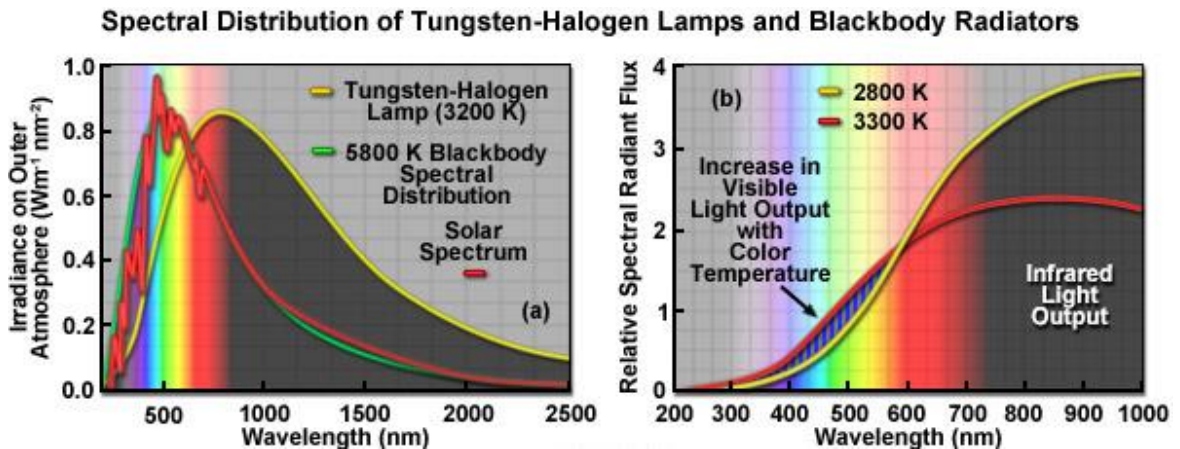 Spectral Distribution of Tungsten-Halogen Lamps and Blackbody Radiators
Irradiance on Outer
Atmosphere (Wm⁻¹ nm⁻²)
1.0
0.8
0.6
0.4
0.2
0.0
Tungsten-Halogen
Lamp (3200 K)
5800 K Blackbody
Spectral
Distribution
Solar
Spectrum
(a)
500
1000
1500
2000
2500
Wavelength (nm)
Relative Spectral Radiant Flux
4
3
2
1
0
(b)
2800 K
3300 K
Increase in
Visible
Light Output
with
Color
Temperature
Infrared
Light
Output
200
300
400
500
600
700
800
900
1000
Wavelength (nm)